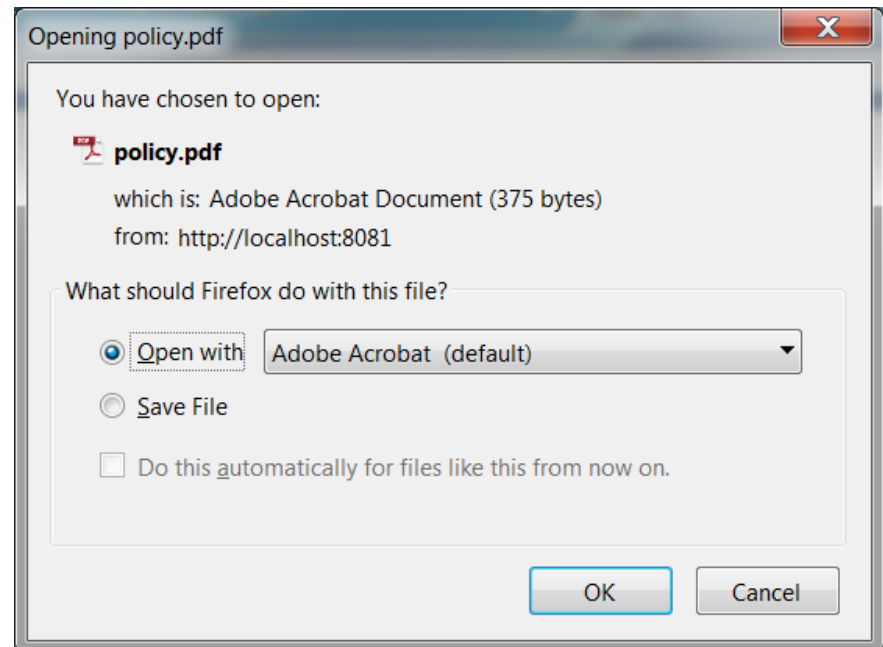 Opening policy.pdf
You have chosen to open:
policy.pdf
which is: Adobe Acrobat Document (375 bytes)
from: http://localhost:8081
What should Firefox do with this file?
Open with Adobe Acrobat (default)
Save File
Do this automatically for files like this from now on.
OK Cancel